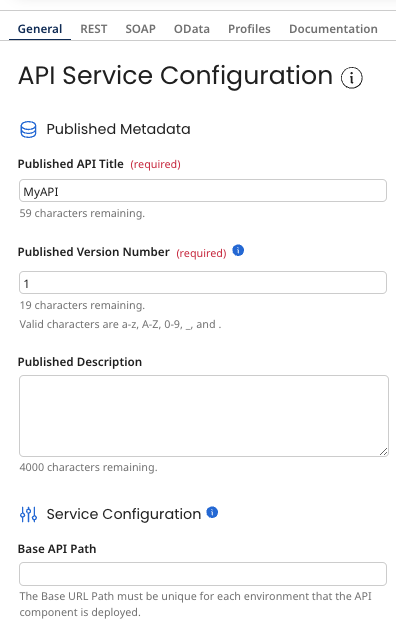 General REST SOAP OData Profiles Documentation
API Service Configuration i
Published Metadata
Published API Title (required)
MyAPI
59 characters remaining.
Published Version Number (required) i
1
19 characters remaining.
Valid characters are a-z, A-Z, 0-9, _, and .
Published Description
4000 characters remaining.
Service Configuration i
Base API Path
The Base URL Path must be unique for each environment that the API
component is deployed.